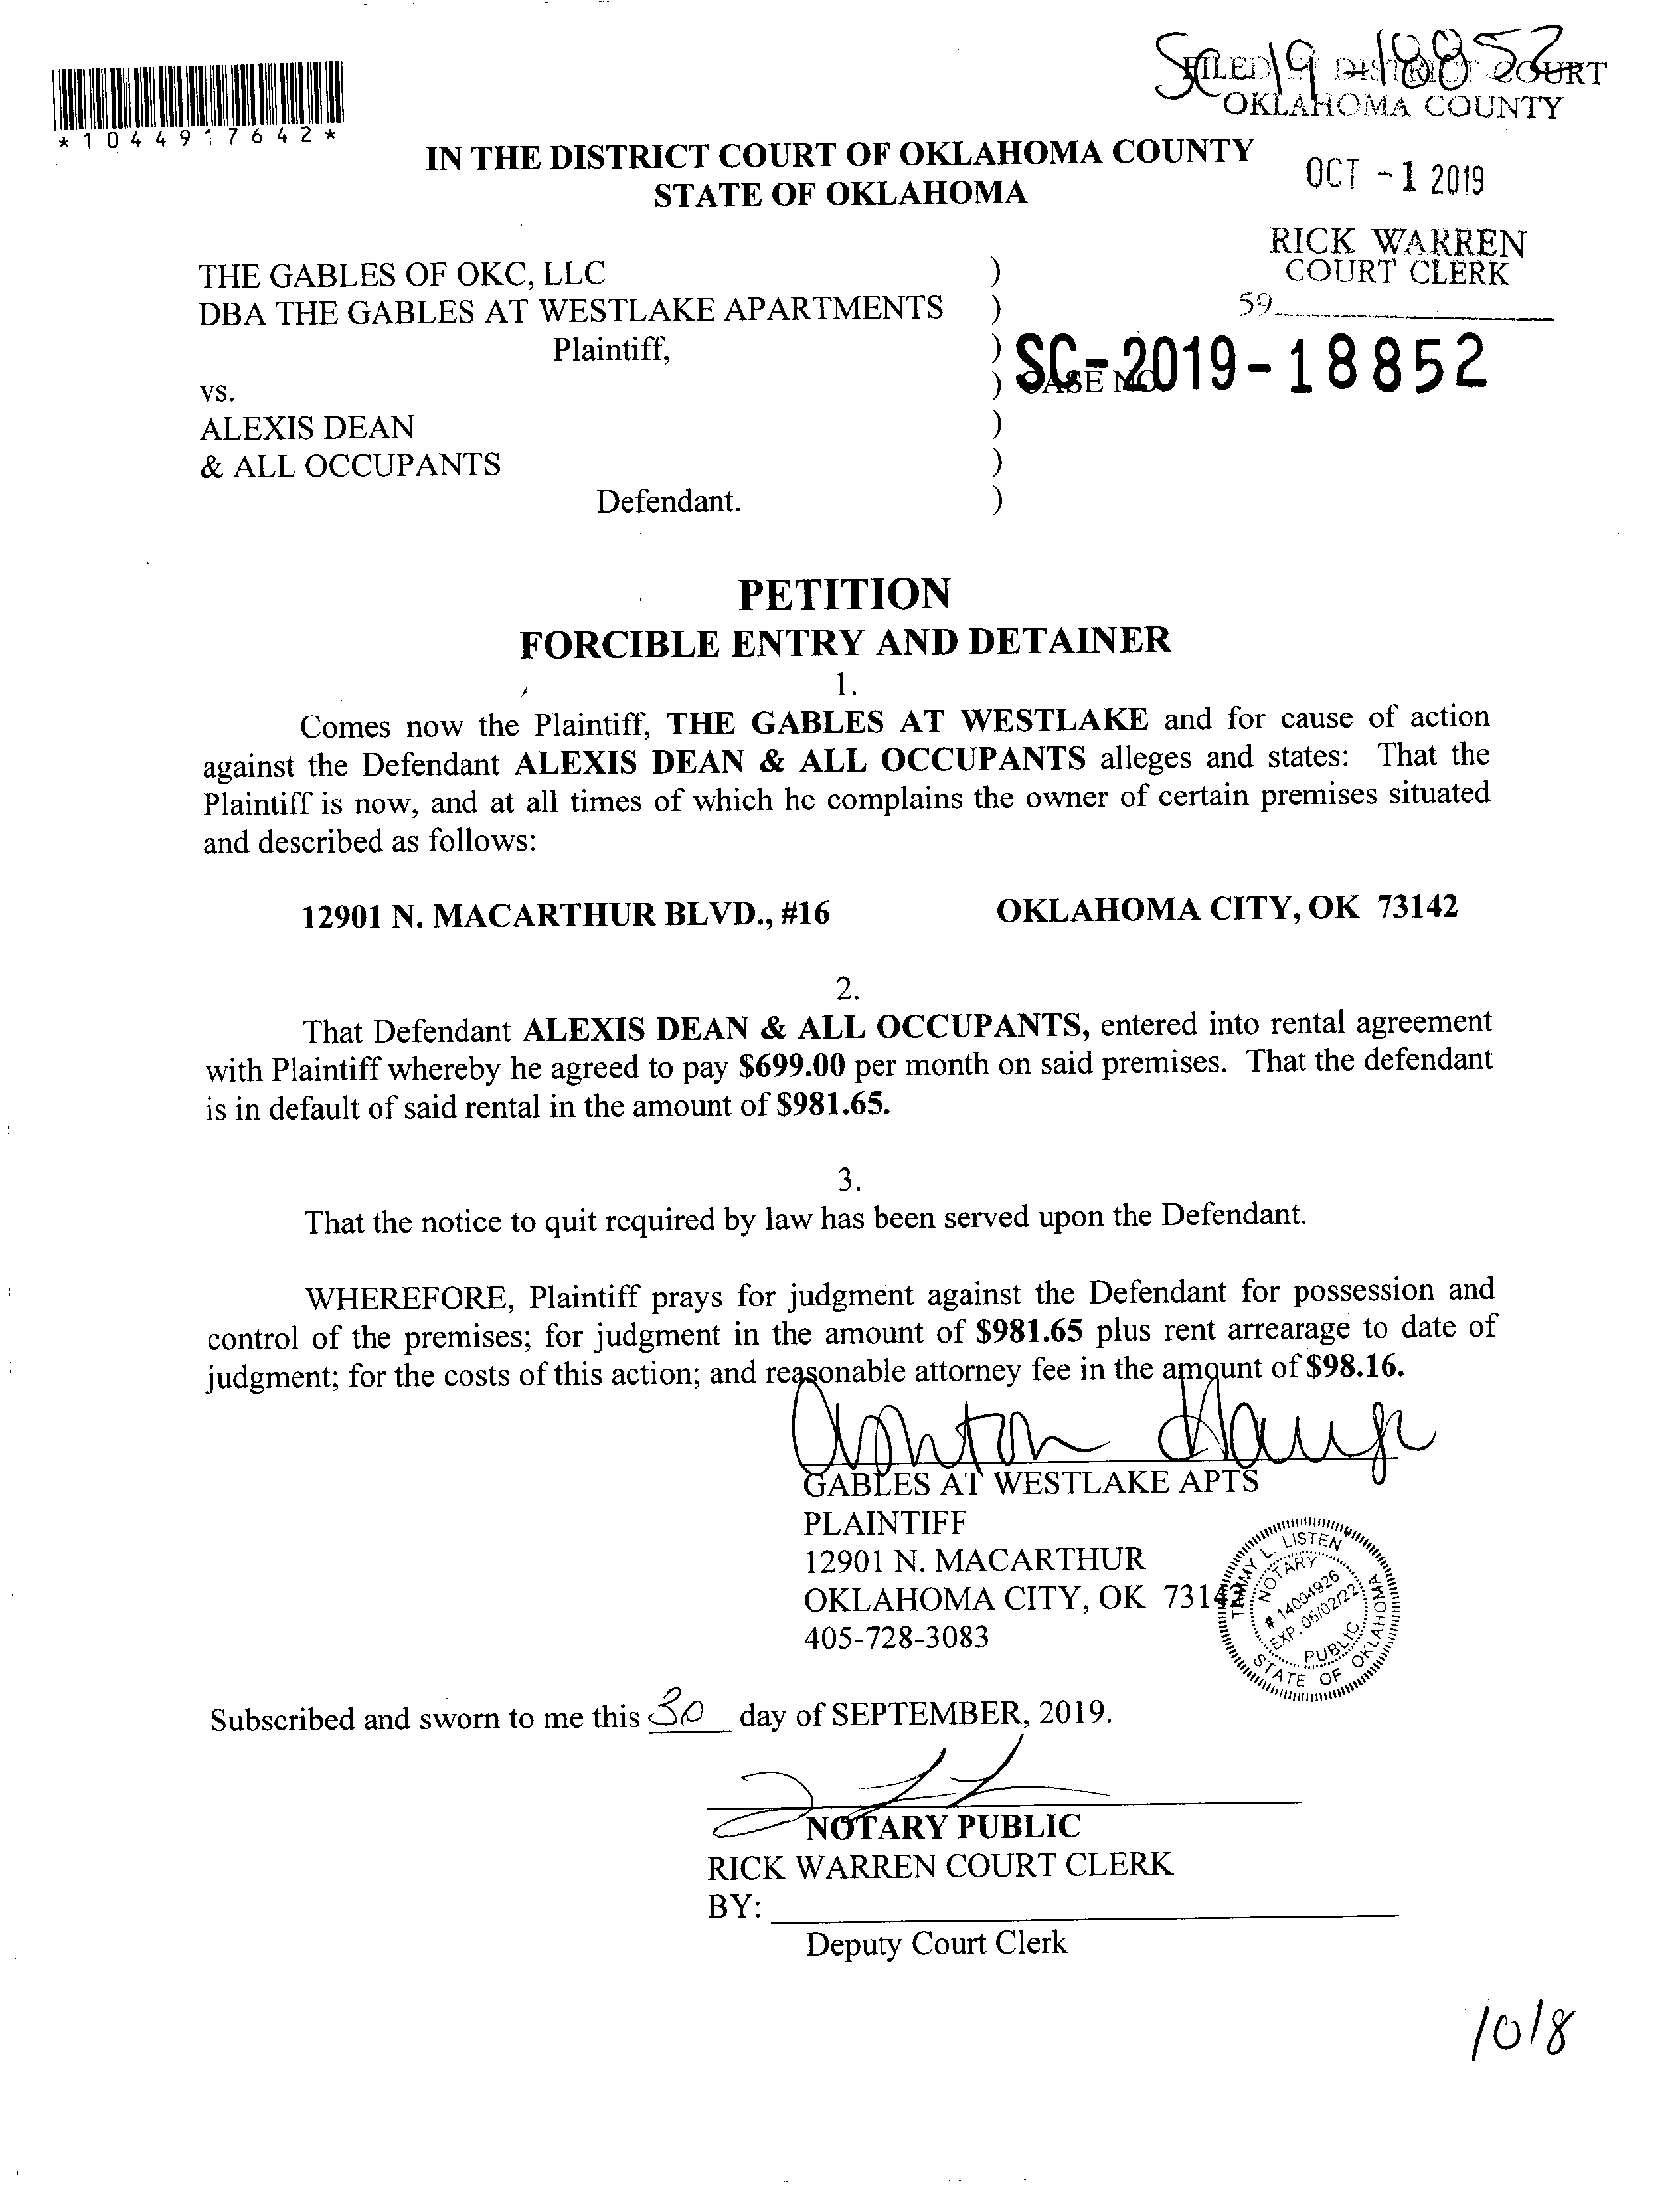 SC-19-18852
FILED IN DISTRICT COURT
OKLAHOMA COUNTY
*1044917642*
IN THE DISTRICT COURT OF OKLAHOMA COUNTY
STATE OF OKLAHOMA
OCT -1 2019
RICK WARREN
COURT CLERK
59
THE GABLES OF OKC, LLC )
DBA THE GABLES AT WESTLAKE APARTMENTS )
Plaintiff, )
) CASE NO. SC-2019-18852
vs.
ALEXIS DEAN )
& ALL OCCUPANTS )
Defendant. )
PETITION
FORCIBLE ENTRY AND DETAINER
1.
Comes now the Plaintiff, THE GABLES AT WESTLAKE and for cause of action
against the Defendant ALEXIS DEAN & ALL OCCUPANTS alleges and states: That the
Plaintiff is now, and at all times of which he complains the owner of certain premises situated
and described as follows:
12901 N. MACARTHUR BLVD., #16 OKLAHOMA CITY, OK 73142
2.
That Defendant ALEXIS DEAN & ALL OCCUPANTS, entered into rental agreement
with Plaintiff whereby he agreed to pay $699.00 per month on said premises. That the defendant
is in default of said rental in the amount of $981.65.
3.
That the notice to quit required by law has been served upon the Defendant.
WHEREFORE, Plaintiff prays for judgment against the Defendant for possession and
control of the premises; for judgment in the amount of $981.65 plus rent arrearage to date of
judgment; for the costs of this action; and reasonable attorney fee in the amount of $98.16.
GABLES AT WESTLAKE APTS
PLAINTIFF
12901 N. MACARTHUR
OKLAHOMA CITY, OK 73142
405-728-3083
TAMMY L. LISTEN
NOTARY
# 14004926
EXP. 06/02/22
PUBLIC
STATE OF OKLAHOMA
Subscribed and sworn to me this 30 day of SEPTEMBER, 2019.
NOTARY PUBLIC
RICK WARREN COURT CLERK
BY:
Deputy Court Clerk
10/8